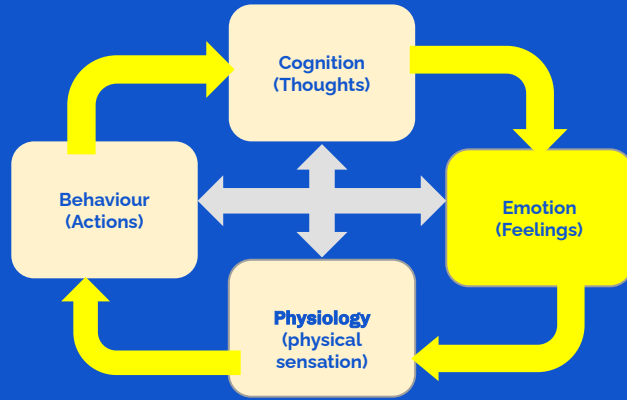 Cognition
(Thoughts)
Behaviour
(Actions)
Emotion
(Feelings)
Physiology
(physical
sensation)